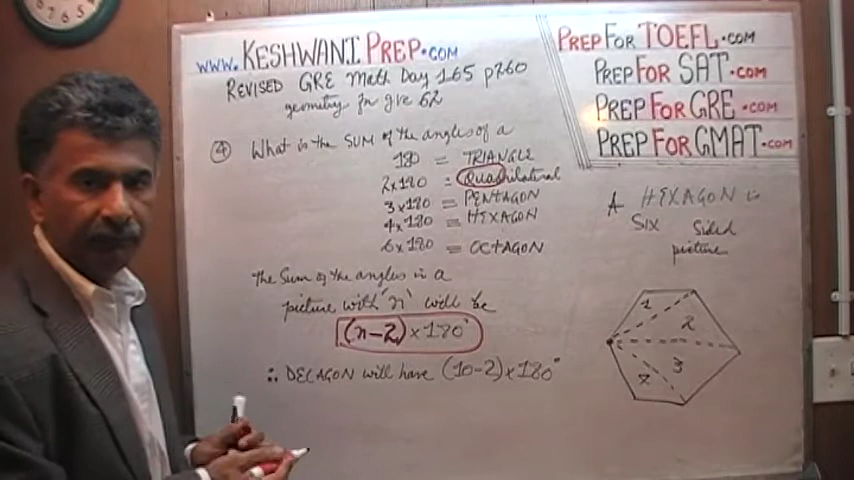 www.KESHWANI PREP.COM
REVISED GRE Math Day 165 p260
geometry for gre 62
4 What is the SUM of the angles of a
180 = TRIANGLE
2x180 = Quadrilateral
3x180 = PENTAGON
4x180 = HEXAGON
6x180 = OCTAGON
The Sum of the angles in a
picture with 'n' will be
(n-2) x 180°
∴ DECAGON will have (10-2) x 180°
PREP FOR TOEFL.COM
PREP FOR SAT.COM
PREP FOR GRE.COM
PREP FOR GMAT.COM
A HEXAGON is
SIX Sided
picture
1
2
3